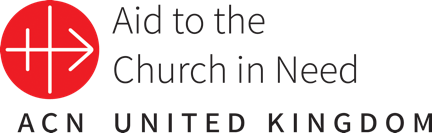 Aid to the
Church in Need
ACN UNITED KINGDOM